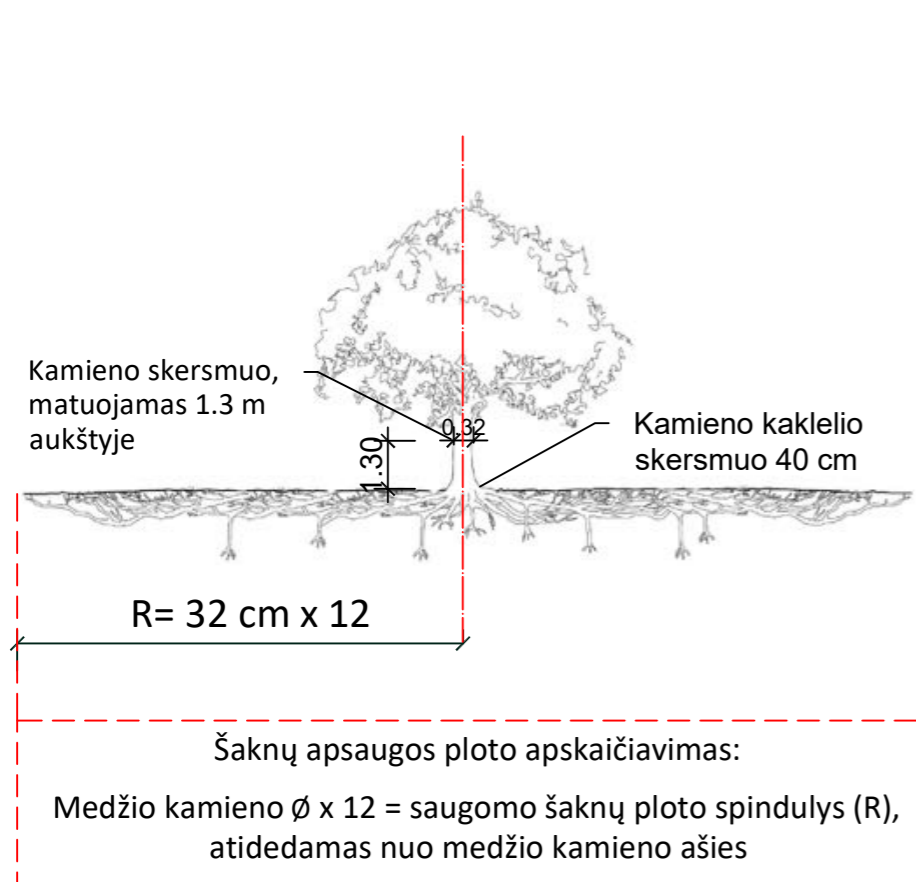 Kamieno skersmuo,
matuojamas 1.3 m
aukštyje
0,32
1.30
Kamieno kaklelio
skersmuo 40 cm
R= 32 cm x 12
Šaknų apsaugos ploto apskaičiavimas:
Medžio kamieno Ø x 12 = saugomo šaknų ploto spindulys (R),
atidedamas nuo medžio kamieno ašies